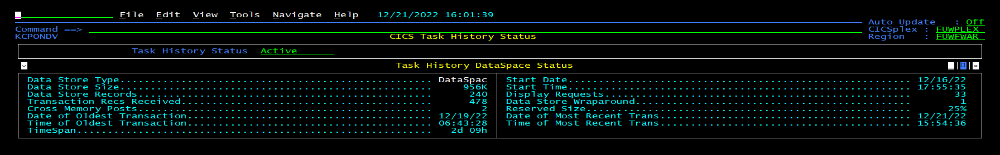 File Edit View Tools Navigate Help 12/21/2022 16:01:39
Auto Update : Off
Command ==> CICSplex : FUWPLEX
KCPONDV CICS Task History Status Region : FUWFWAR
Task History Status Active
Task History DataSpace Status
Data Store Type................................................... DataSpac Start Date........................................................ 12/16/22
Data Store Size................................................... 956K Start Time........................................................ 17:55:35
Data Store Records................................................ 240 Display Requests.................................................. 33
Transaction Recs Received......................................... 478 Data Store Wraparound............................................. 1
Cross Memory Posts................................................ 2 Reserved Size..................................................... 25%
Date of Oldest Transaction........................................ 12/19/22 Date of Most Recent Trans......................................... 12/21/22
Time of Oldest Transaction........................................ 06:43:28 Time of Most Recent Trans......................................... 15:54:36
TimeSpan.......................................................... 2d 09h